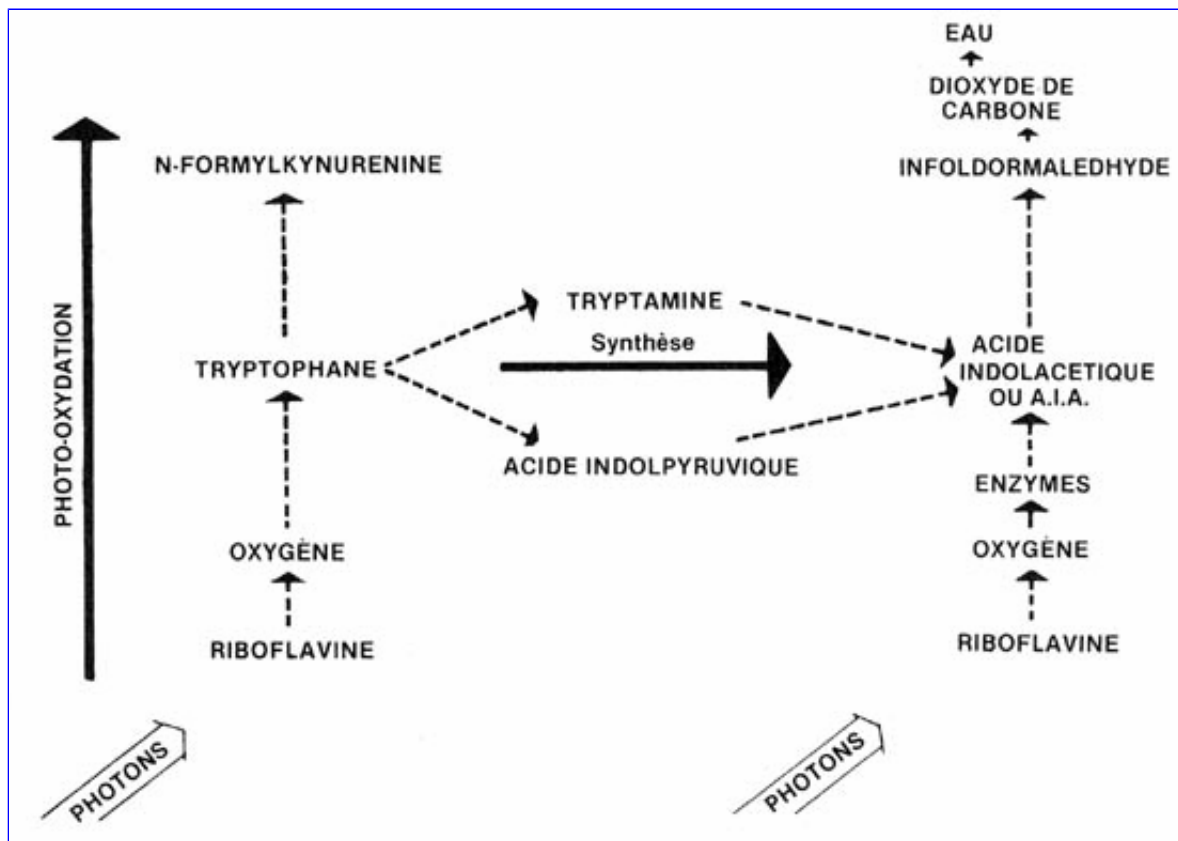 EAU
DIOXYDE DE
CARBONE
N-FORMYLKYNURENINE
INFOLDORMALEDHYDE
PHOTO-OXYDATION
TRYPTAMINE
Synthèse
TRYPTOPHANE
ACIDE
INDOLACETIQUE
OU A.I.A.
ACIDE INDOLPYRUVIQUE
ENZYMES
OXYGÈNE
OXYGÈNE
RIBOFLAVINE
RIBOFLAVINE
PHOTONS
PHOTONS